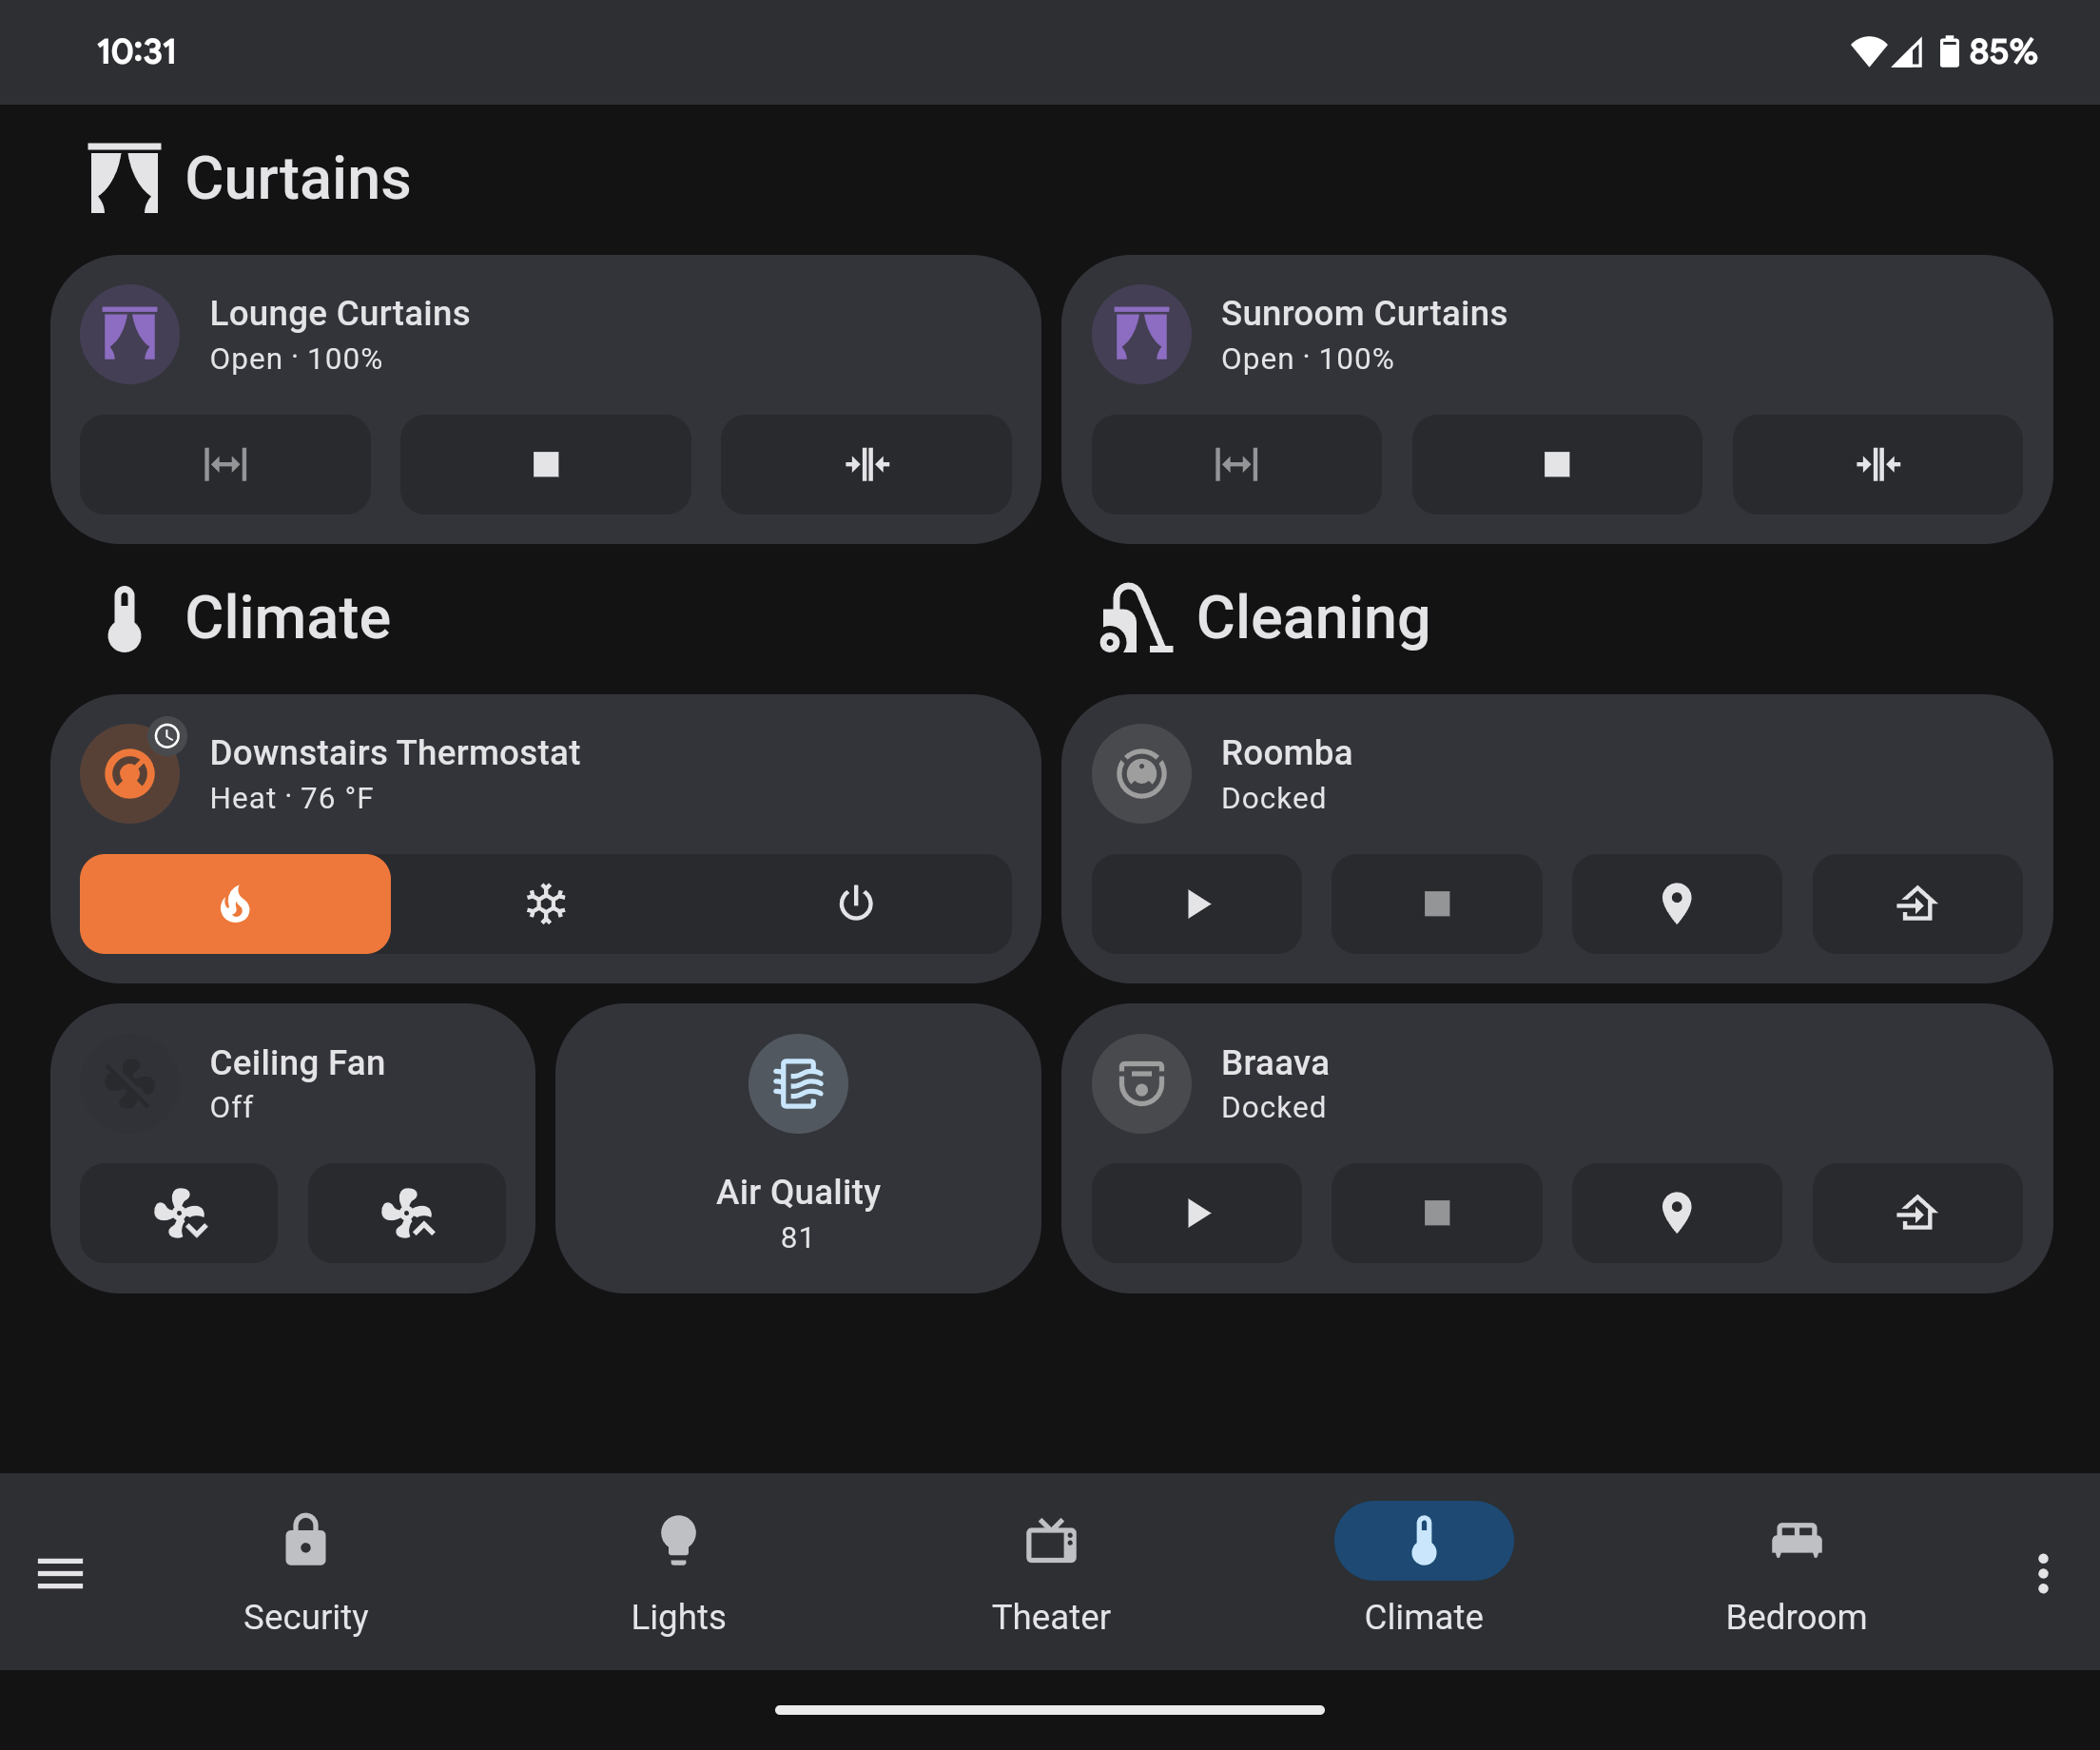 10:31
85%
Curtains
Lounge Curtains
Open · 100%
Sunroom Curtains
Open · 100%
Climate
Cleaning
Downstairs Thermostat
Heat · 76 °F
Roomba
Docked
Ceiling Fan
Off
Air Quality
81
Braava
Docked
Security
Lights
Theater
Climate
Bedroom